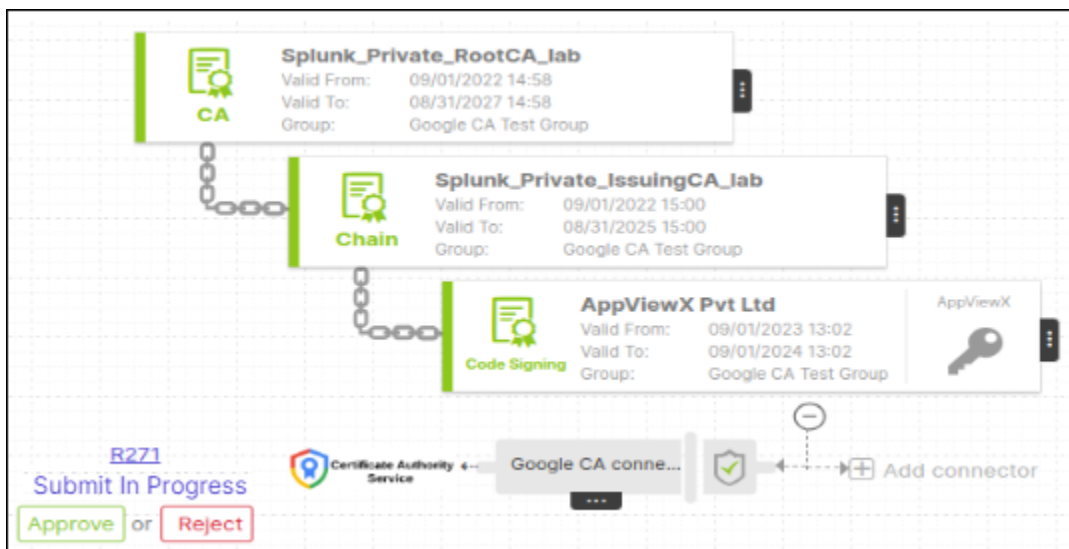 Splunk_Private_RootCA_lab
Valid From: 09/01/2022 14:58
Valid To: 08/31/2027 14:58
Group: Google CA Test Group
CA
Splunk_Private_IssuingCA_lab
Valid From: 09/01/2022 15:00
Valid To: 08/31/2025 15:00
Group: Google CA Test Group
Chain
AppViewX Pvt Ltd
Valid From: 09/01/2023 13:02
Valid To: 09/01/2024 13:02
Group: Google CA Test Group
Code Signing
AppViewX
R271
Submit In Progress
Approve or Reject
Certificate Authority
Service
Google CA conne...
Add connector